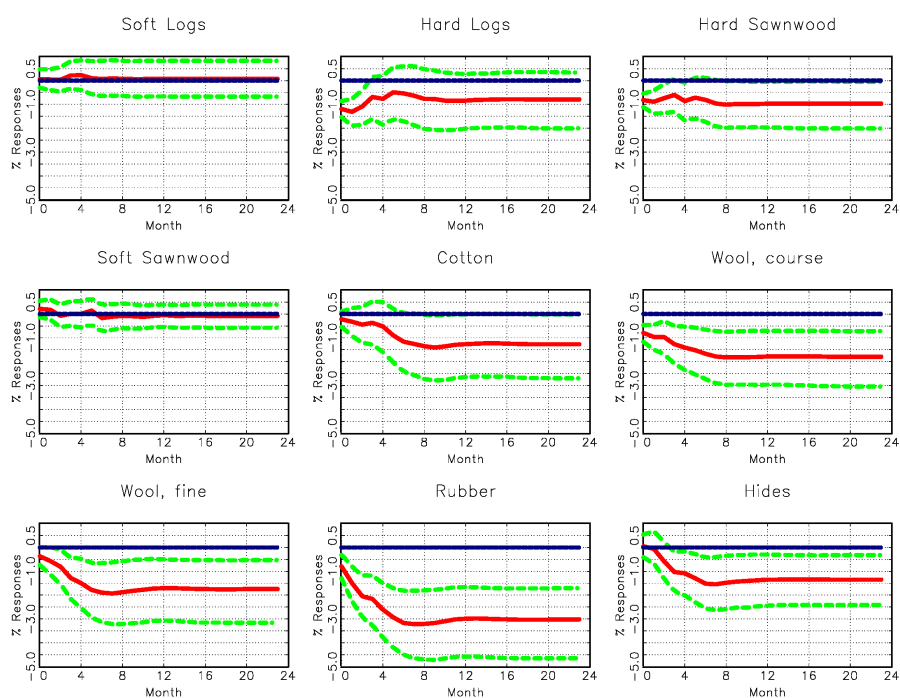 Soft Logs
% Responses
0.5
-1.0
-3.0
-5.0
0 4 8 12 16 20 24
Month
Hard Logs
% Responses
0.5
-1.0
-3.0
-5.0
0 4 8 12 16 20 24
Month
Hard Sawnwood
% Responses
0.5
-1.0
-3.0
-5.0
0 4 8 12 16 20 24
Month
Soft Sawnwood
% Responses
0.5
-1.0
-3.0
-5.0
0 4 8 12 16 20 24
Month
Cotton
% Responses
0.5
-1.0
-3.0
-5.0
0 4 8 12 16 20 24
Month
Wool, course
% Responses
0.5
-1.0
-3.0
-5.0
0 4 8 12 16 20 24
Month
Wool, fine
% Responses
0.5
-1.0
-3.0
-5.0
0 4 8 12 16 20 24
Month
Rubber
% Responses
0.5
-1.0
-3.0
-5.0
0 4 8 12 16 20 24
Month
Hides
% Responses
0.5
-1.0
-3.0
-5.0
0 4 8 12 16 20 24
Month